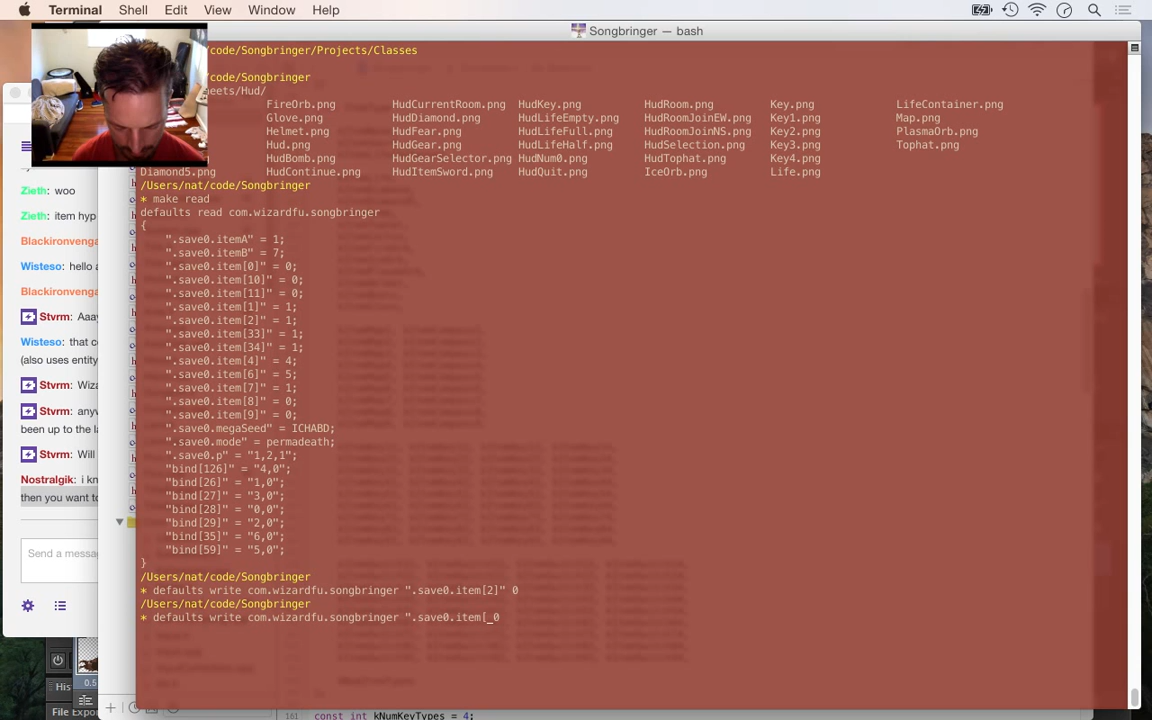 Terminal Shell Edit View Window Help
Songbringer — bash
code/Songbringer/Projects/Classes
code/Songbringer
eets/Hud/
FireOrb.png HudCurrentRoom.png HudKey.png HudRoom.png Key.png LifeContainer.png
Glove.png HudDiamond.png HudLifeEmpty.png HudRoomJoinEW.png Key1.png Map.png
Helmet.png HudFear.png HudLifeFull.png HudRoomJoinNS.png Key2.png PlasmaOrb.png
Hud.png HudGear.png HudLifeHalf.png HudSelection.png Key3.png Tophat.png
HudBomb.png HudGearSelector.png HudNum0.png HudTophat.png Key4.png
Diamond5.png HudContinue.png HudItemSword.png HudQuit.png IceOrb.png Life.png
/Users/nat/code/Songbringer
* make read
defaults read com.wizardfu.songbringer
{
".save0.itemA" = 1;
".save0.itemB" = 7;
".save0.item[0]" = 0;
".save0.item[10]" = 0;
".save0.item[11]" = 0;
".save0.item[1]" = 1;
".save0.item[2]" = 1;
".save0.item[33]" = 1;
".save0.item[34]" = 1;
".save0.item[4]" = 4;
".save0.item[6]" = 5;
".save0.item[7]" = 1;
".save0.item[8]" = 0;
".save0.item[9]" = 0;
".save0.megaSeed" = ICHABD;
".save0.mode" = permadeath;
".save0.p" = "1,2,1";
"bind[126]" = "4,0";
"bind[26]" = "1,0";
"bind[27]" = "3,0";
"bind[28]" = "0,0";
"bind[29]" = "2,0";
"bind[35]" = "6,0";
"bind[59]" = "5,0";
}
/Users/nat/code/Songbringer
* defaults write com.wizardfu.songbringer ".save0.item[2]" 0
/Users/nat/code/Songbringer
* defaults write com.wizardfu.songbringer ".save0.item[_0
Zieth: woo
Zieth: item hyp
Blackironvenga
Wisteso: hello a
Blackironvenga
Stvrm: Aaay
Wisteso: that co
(also uses entity
Stvrm: Wiza
Stvrm: anyw
been up to the la
Stvrm: Will
Nostralgik: i kn
then you want to
Send a messag
0.5
His
File Expor
161 const int kNumKeyTypes = 4;